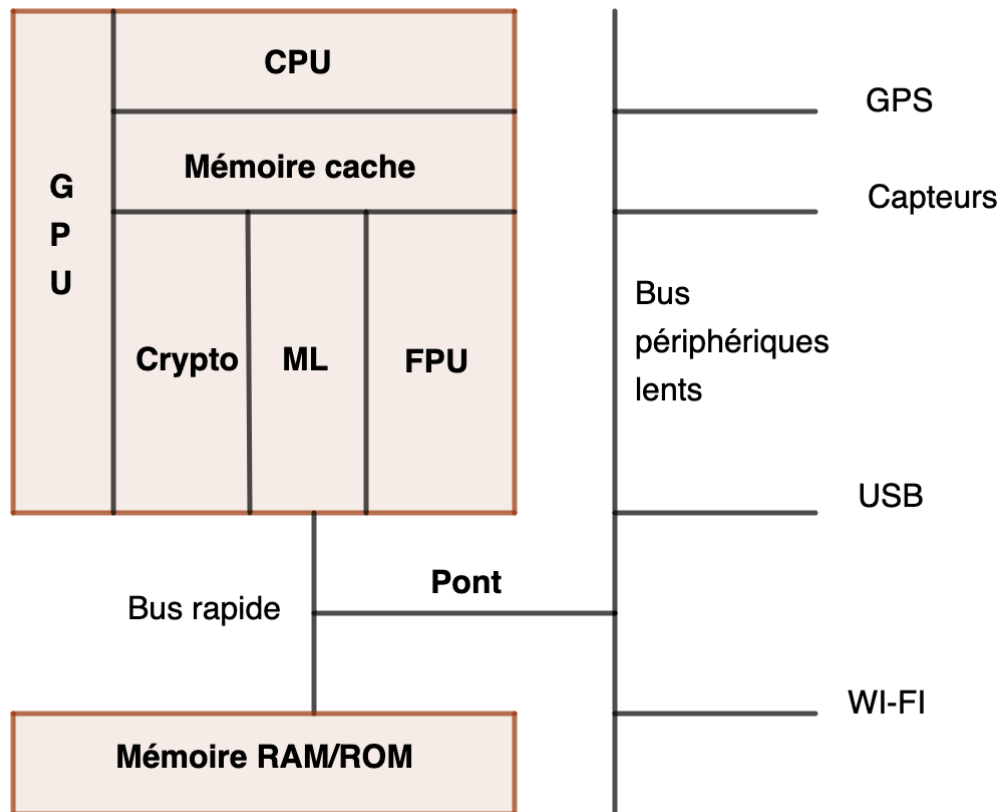 CPU
Mémoire cache
G
P
U
Crypto
ML
FPU
Bus rapide
Pont
Mémoire RAM/ROM
GPS
Capteurs
Bus
périphériques
lents
USB
WI-FI